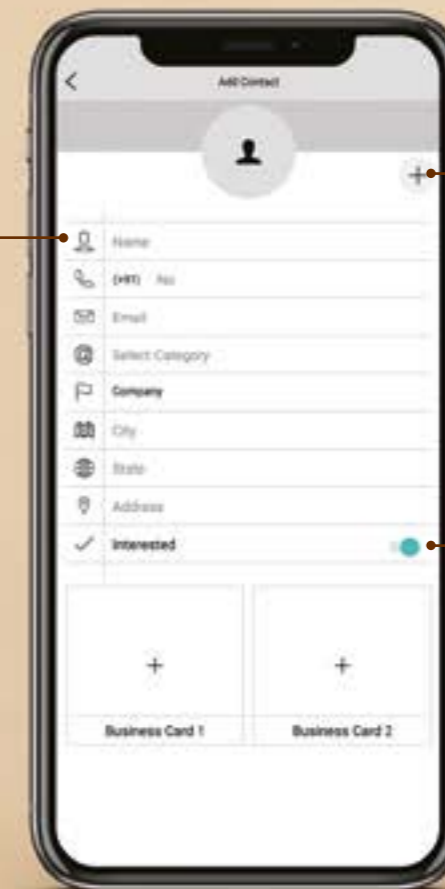 Add Contact
Name
(+91) No
Email
Select Category
Company
City
State
Address
Interested
Business Card 1
Business Card 2